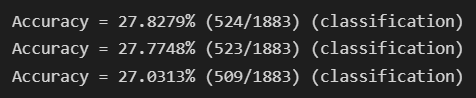 Accuracy = 27.8279% (524/1883) (classification)
Accuracy = 27.7748% (523/1883) (classification)
Accuracy = 27.0313% (509/1883) (classification)